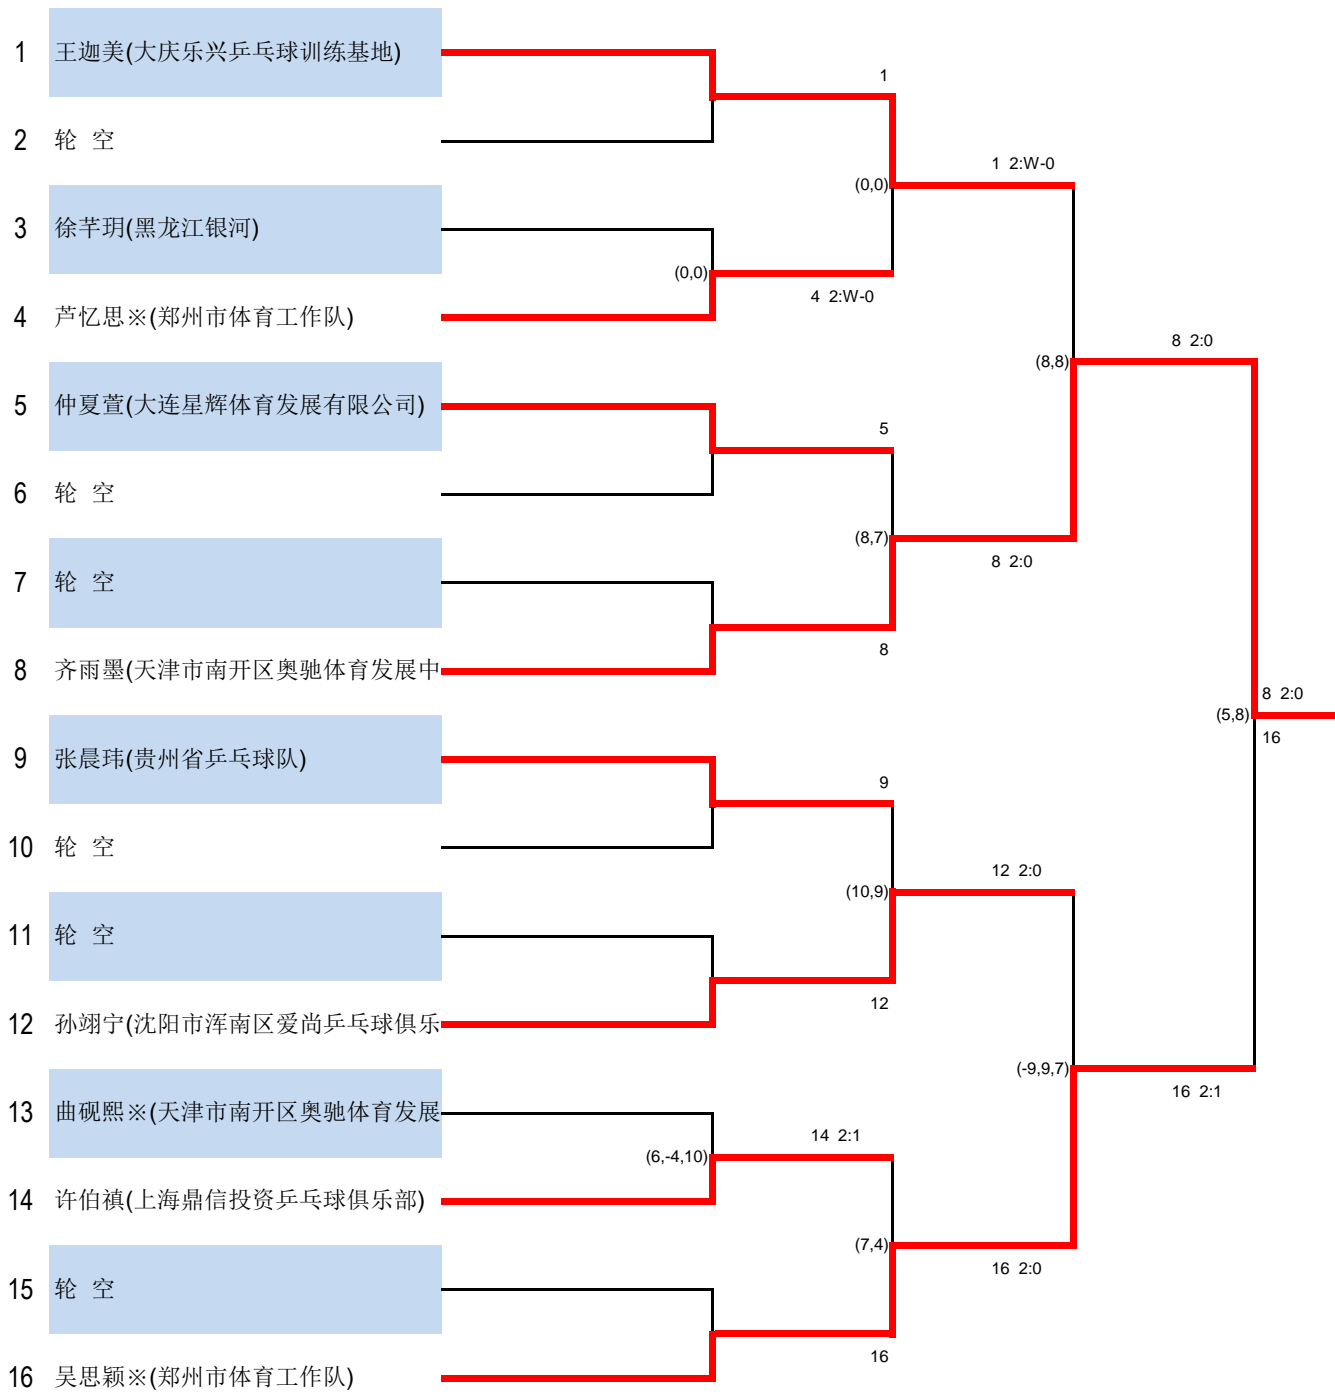 1 王迦美(大庆乐兴乒乓球训练基地)
1
2 轮 空
1 2:W-0
(0,0)
3 徐芊玥(黑龙江银河)
(0,0)
4 2:W-0
4 芦忆思※(郑州市体育工作队)
8 2:0
(8,8)
5 仲夏萱(大连星辉体育发展有限公司)
5
6 轮 空
(8,7)
8 2:0
7 轮 空
8
8 齐雨墨(天津市南开区奥驰体育发展中
8 2:0
(5,8)
16
9 张晨玮(贵州省乒乓球队)
9
10 轮 空
12 2:0
(10,9)
11 轮 空
12
12 孙翊宁(沈阳市浑南区爱尚乒乓球俱乐
(-9,9,7)
16 2:1
13 曲砚熙※(天津市南开区奥驰体育发展
14 2:1
(6,-4,10)
14 许伯禛(上海鼎信投资乒乓球俱乐部)
(7,4)
16 2:0
15 轮 空
16
16 吴思颖※(郑州市体育工作队)